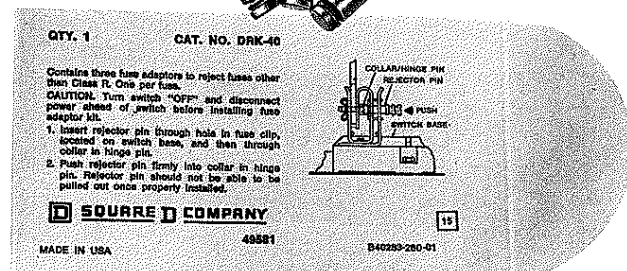 QTY. 1
CAT. NO. DRK-40
Contains three fuse adaptors to reject fuses other
than Class R. One per fuse.
CAUTION. Turn switch "OFF" and disconnect
power ahead of switch before installing fuse
adaptor kit.
1. Insert rejector pin through hole in fuse clip,
located on switch base, and then through
collar in hinge pin.
2. Push rejector pin firmly into collar in hinge
pin. Rejector pin should not be able to be
pulled out once properly installed.
COLLAR/HINGE PIN
REJECTOR PIN
PUSH
SWITCH BASE
D SQUARE D COMPANY
15
MADE IN USA
49581
B40283-280-01